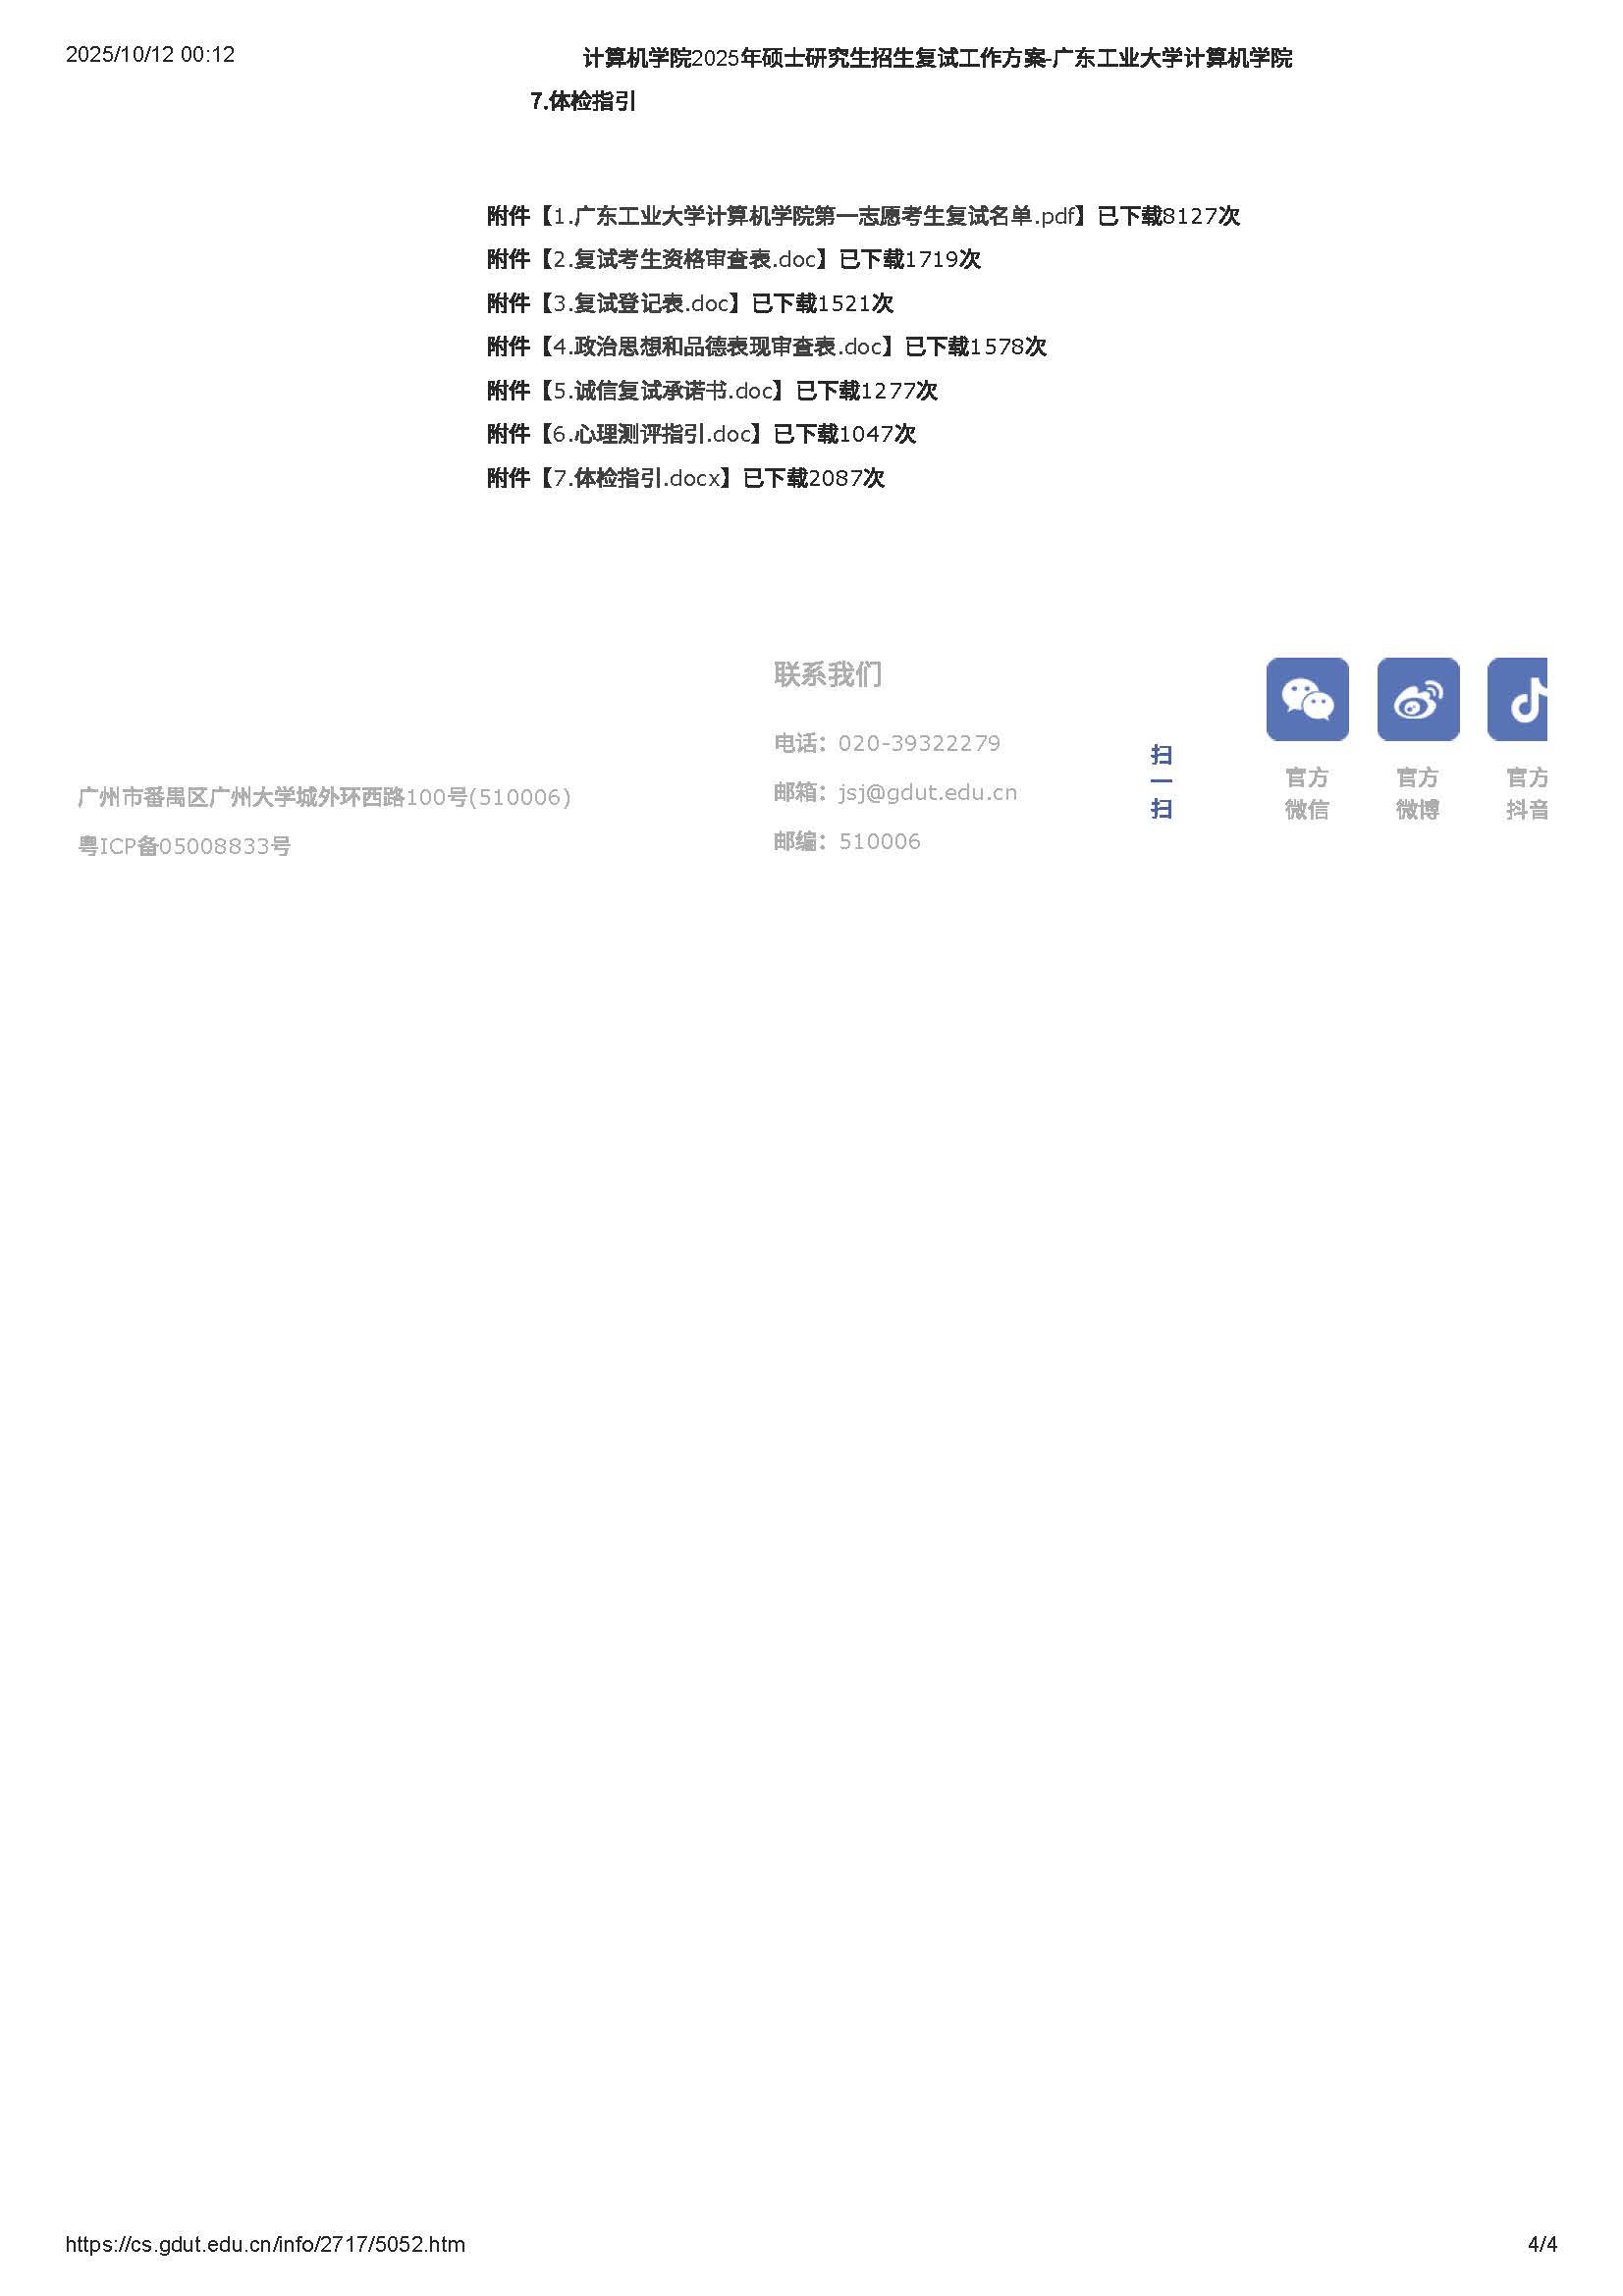 2025/10/12 00:12
计算机学院2025年硕士研究生招生复试工作方案-广东工业大学计算机学院
7.体检指引
附件【1.广东工业大学计算机学院第一志愿考生复试名单.pdf】已下载8127次
附件【2.复试考生资格审查表.doc】已下载1719次
附件【3.复试登记表.doc】已下载1521次
附件【4.政治思想和品德表现审查表.doc】已下载1578次
附件【5.诚信复试承诺书.doc】已下载1277次
附件【6.心理测评指引.doc】已下载1047次
附件【7.体检指引.docx】已下载2087次
广州市番禺区广州大学城外环西路100号(510006)
粤ICP备05008833号
联系我们
电话：020-39322279
邮箱：jsj@gdut.edu.cn
邮编：510006
扫
一
扫
官方
微信
官方
微博
官方
抖音
https://cs.gdut.edu.cn/info/2717/5052.htm
4/4